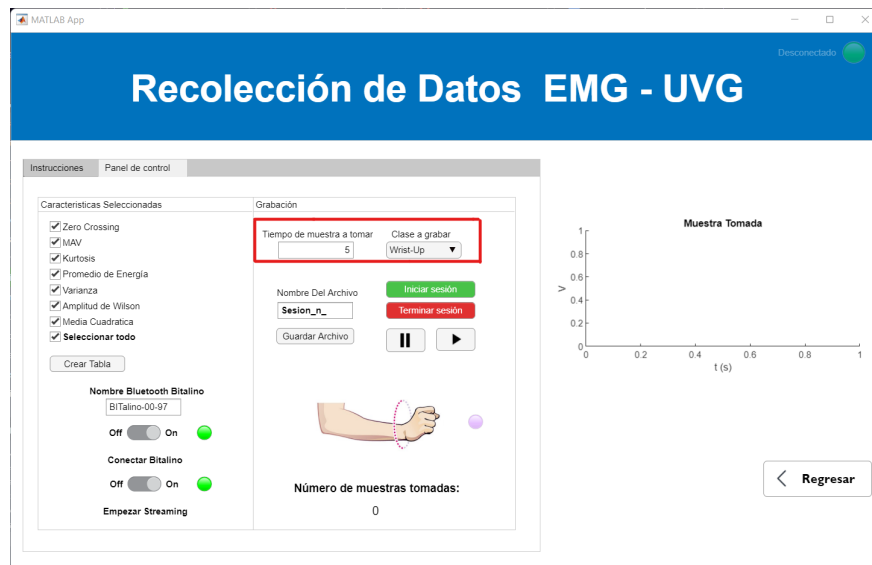 MATLAB App
Desconectado
Recolección de Datos EMG - UVG
Instrucciones Panel de control
Caracteristicas Seleccionadas
Zero Crossing
MAV
Kurtosis
Promedio de Energía
Varianza
Amplitud de Wilson
Media Cuadratica
Seleccionar todo
Crear Tabla
Nombre Bluetooth Bitalino
BITalino-00-97
Off On
Conectar Bitalino
Off On
Empezar Streaming
Grabación
Tiempo de muestra a tomar Clase a grabar
5 Wrist-Up
Nombre Del Archivo Iniciar sesión
Sesion_n_ Terminar sesión
Guardar Archivo
Número de muestras tomadas:
0
Muestra Tomada
1
0.8
0.6
V
0.4
0.2
0
0 0.2 0.4 0.6 0.8 1
t (s)
Regresar